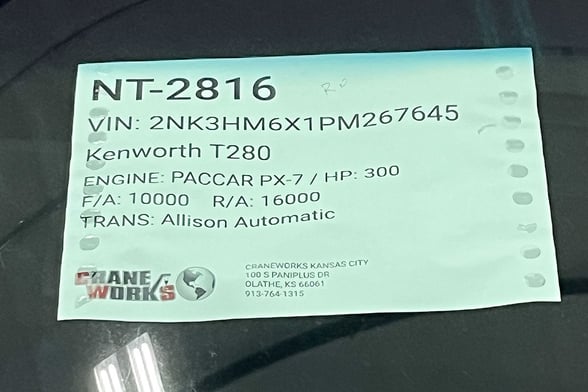 NT-2816
VIN: 2NK3HM6X1PM267645
Kenworth T280
ENGINE: PACCAR PX-7 / HP: 300
F/A: 10000 R/A: 16000
TRANS: Allison Automatic
CRANE
WORKS
CRANEWORKS KANSAS CITY
100 S PANIPLUS DR
OLATHE, KS 66061
913-764-1315